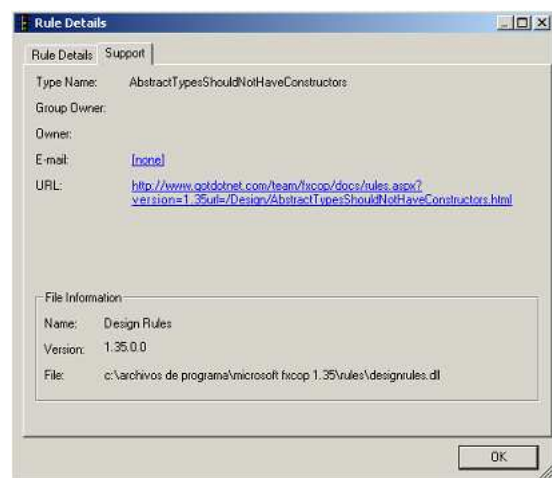 Rule Details
Rule Details Support
Type Name: AbstractTypesShouldNotHaveConstructors
Group Owner:
Owner:
E-mail: [none]
URL: http://www.gotdotnet.com/team/fxcop/docs/rules.aspx?
version=1.35url=/Design/AbstractTypesShouldNotHaveConstructors.html
File Information
Name: Design Rules
Version: 1.35.0.0
File: c:\archivos de programa\microsoft fxcop 1.35\rules\designrules.dll
OK